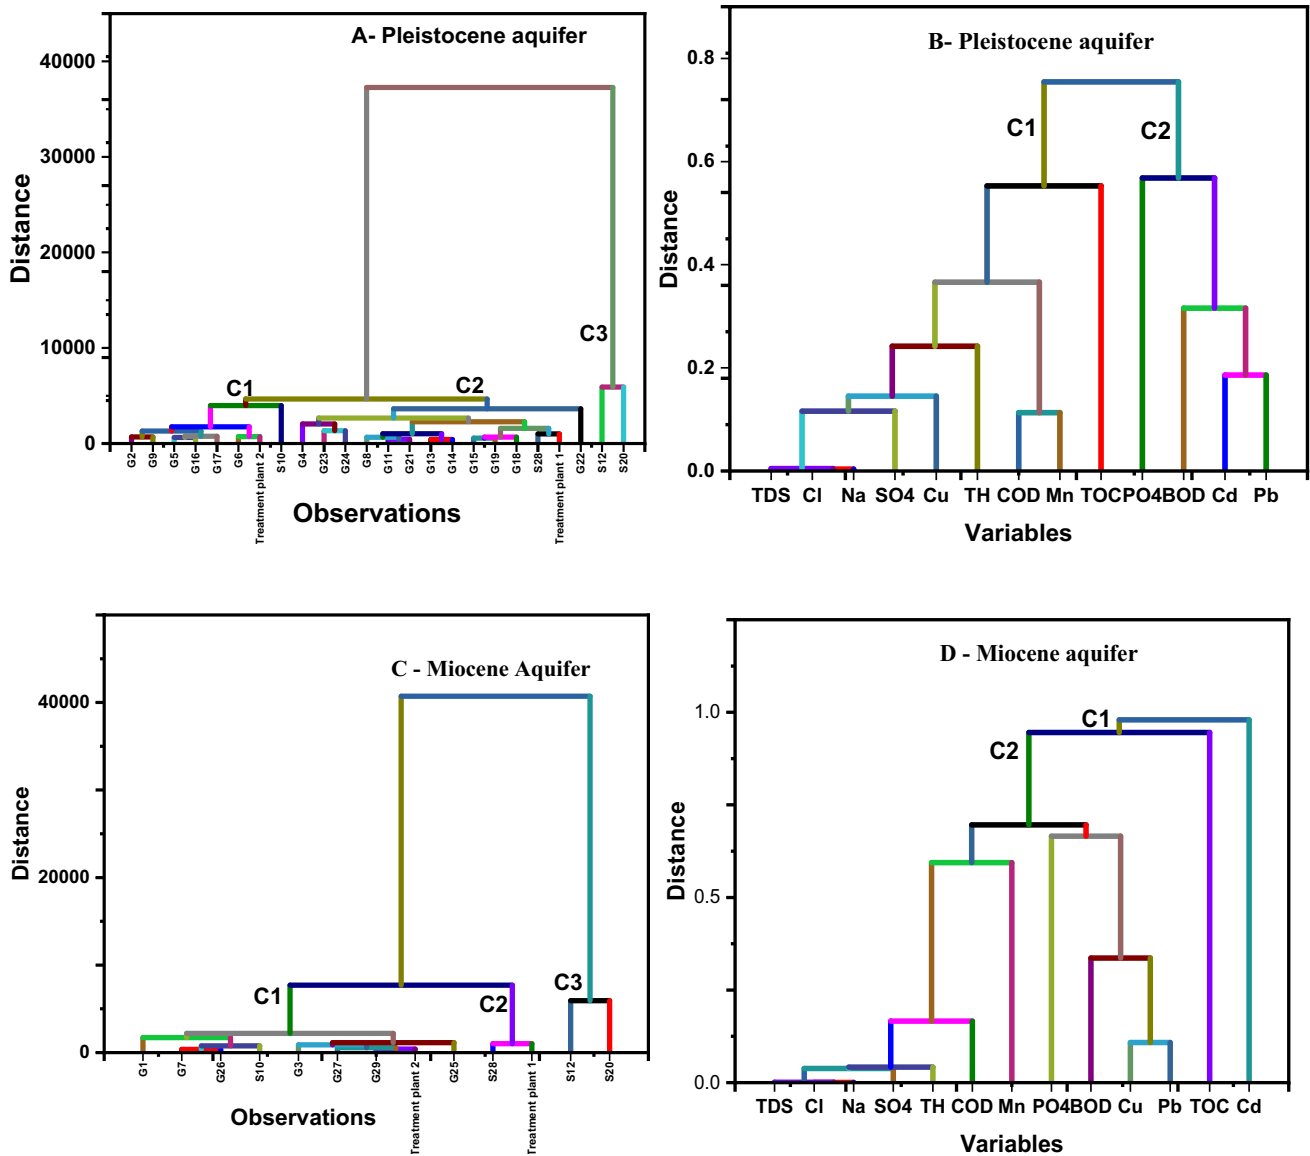 A- Pleistocene aquifer
40000
30000
20000
10000
0
Distance
C1
C2
C3
G2 G9 G5 G16 G17 G6 Treatment plant 2 S10 G4 G23 G24 G8 G11 G21 G13 G14 G15 G19 G18 S28 Treatment plant 1 G22 S12 S20
Observations
B- Pleistocene aquifer
0.8
0.6
0.4
0.2
0.0
Distance
C1
C2
TDS Cl Na SO4 Cu TH COD Mn TOC PO4 BOD Cd Pb
Variables
C - Miocene Aquifer
40000
20000
0
Distance
C1
C2
C3
G1 G7 G26 S10 G3 G27 G29 Treatment plant 2 G25 S28 Treatment plant 1 S12 S20
Observations
D - Miocene aquifer
1.0
0.5
0.0
Distance
C1
C2
TDS Cl Na SO4 TH COD Mn PO4 BOD Cu Pb TOC Cd
Variables